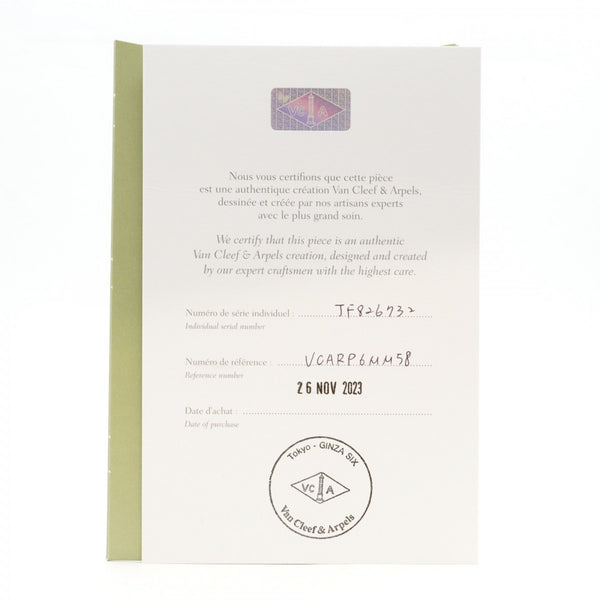 VC A
Nous vous certifions que cette pièce
est une authentique création Van Cleef & Arpels,
dessinée et créée par nos artisans experts
avec le plus grand soin.
We certify that this piece is an authentic
Van Cleef & Arpels creation, designed and created
by our expert craftsmen with the highest care.
Numéro de série individuel : JF826732
Individual serial number
Numéro de référence : VCARP6MM58
Reference number
26 NOV 2023
Date d'achat :
Date of purchase
Tokyo - GINZA SIX
VC A
Van Cleef & Arpels